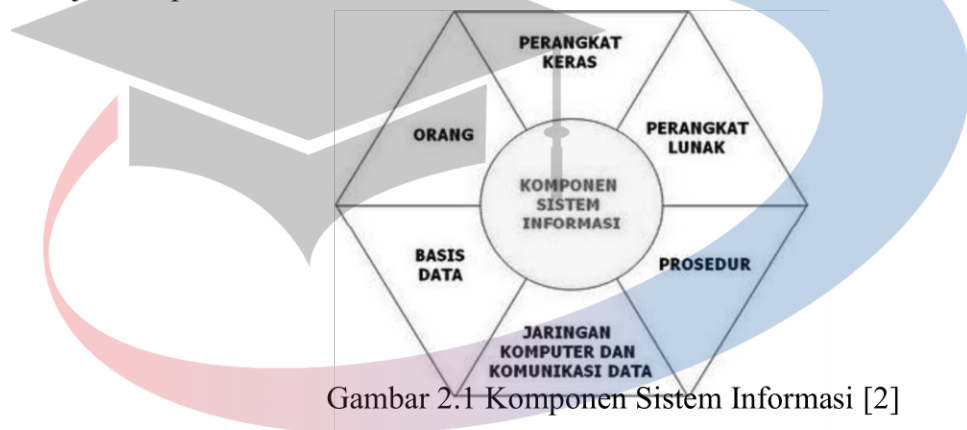 PERANGKAT
KERAS
ORANG
PERANGKAT
LUNAK
KOMPONEN
SISTEM
INFORMASI
BASIS
DATA
PROSEDUR
JARINGAN
KOMPUTER DAN
KOMUNIKASI DATA
Gambar 2.1 Komponen Sistem Informasi [2]